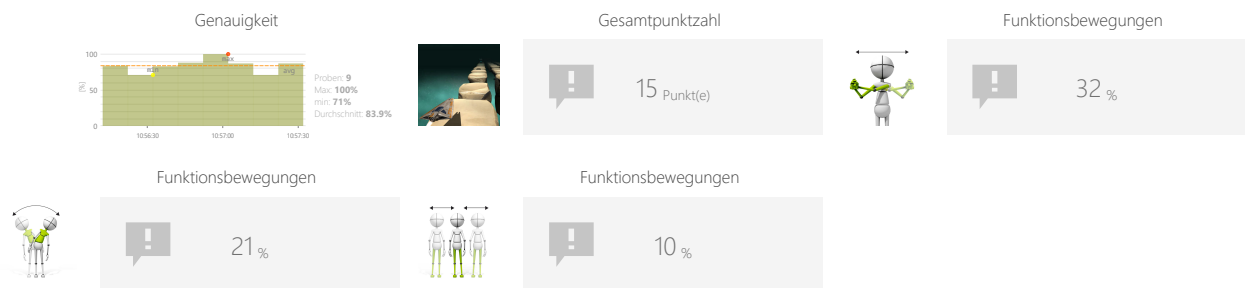 Genauigkeit
100
50
0
[%]
min
max
avg
10:56:30
10:57:00
10:57:30
Proben: 9
Max: 100%
min: 71%
Durchschnitt: 83.9%
Gesamtpunktzahl
15 Punkt(e)
Funktionsbewegungen
32 %
Funktionsbewegungen
21 %
Funktionsbewegungen
10 %